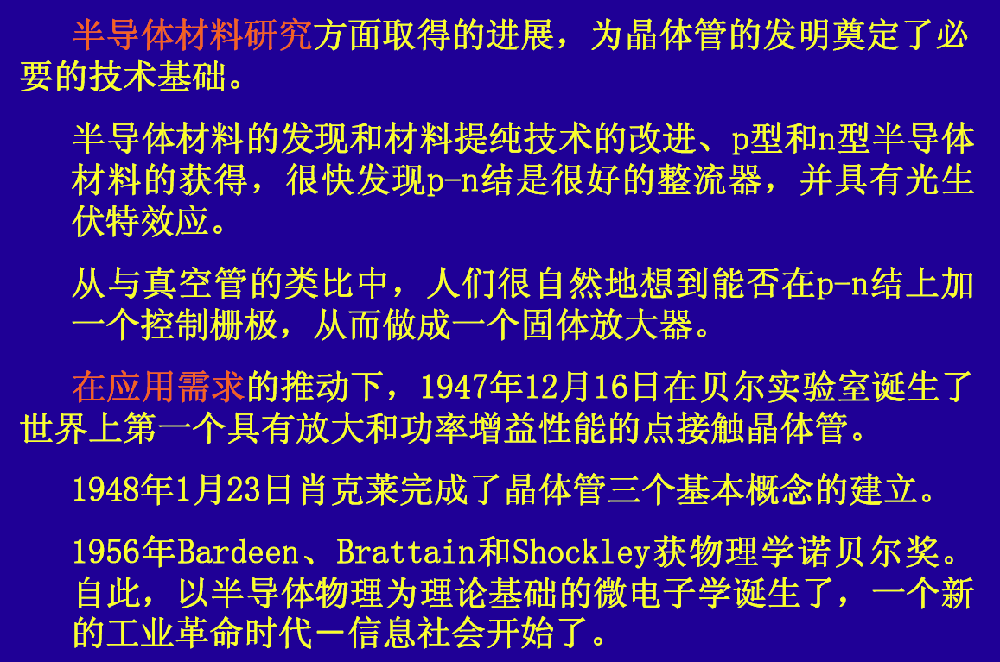 半导体材料研究方面取得的进展，为晶体管的发明奠定了必
要的技术基础。
半导体材料的发现和材料提纯技术的改进、p型和n型半导体
材料的获得，很快发现p-n结是很好的整流器，并具有光生
伏特效应。
从与真空管的类比中，人们很自然地想到能否在p-n结上加
一个控制栅极，从而做成一个固体放大器。
在应用需求的推动下，1947年12月16日在贝尔实验室诞生了
世界上第一个具有放大和功率增益性能的点接触晶体管。
1948年1月23日肖克莱完成了晶体管三个基本概念的建立。
1956年Bardeen、Brattain和Shockley获物理学诺贝尔奖。
自此，以半导体物理为理论基础的微电子学诞生了，一个新
的工业革命时代－信息社会开始了。